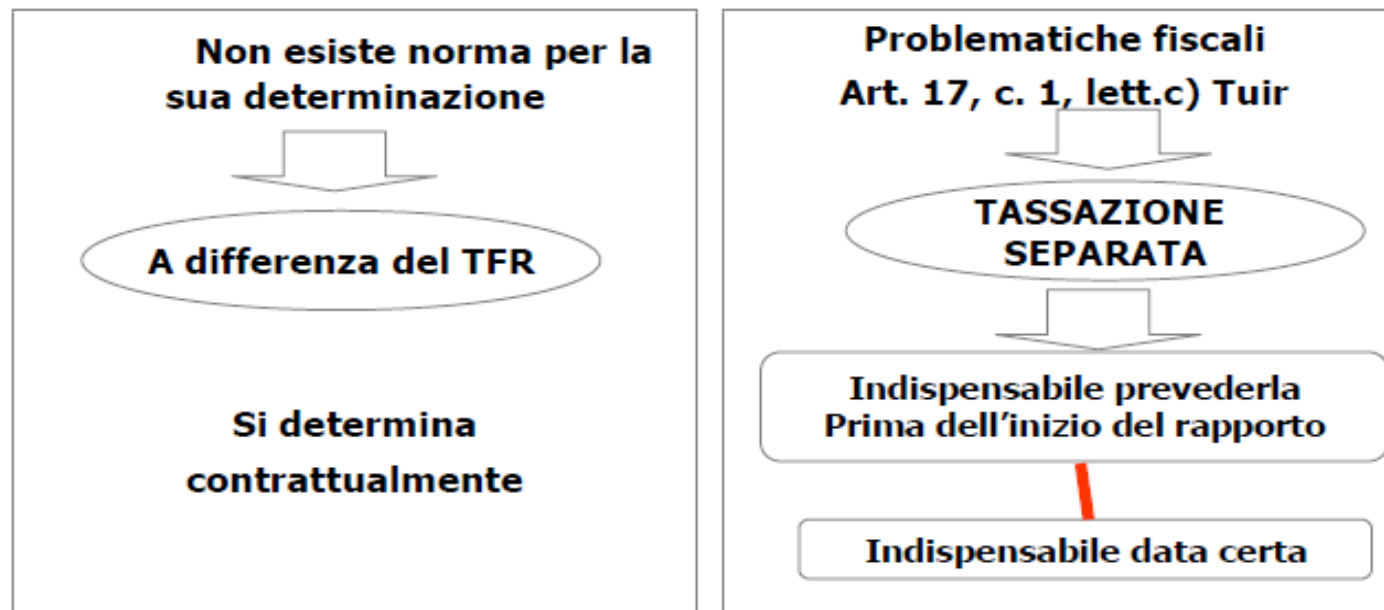 Non esiste norma per la
sua determinazione
A differenza del TFR
Si determina
contrattualmente
Problematiche fiscali
Art. 17, c. 1, lett.c) Tuir
TASSAZIONE
SEPARATA
Indispensabile prevederla
Prima dell’inizio del rapporto
Indispensabile data certa